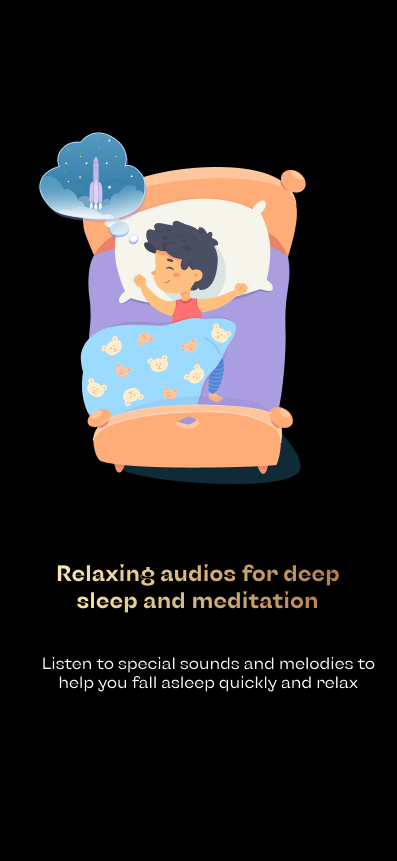 Relaxing audios for deep
sleep and meditation
Listen to special sounds and melodies to
help you fall asleep quickly and relax